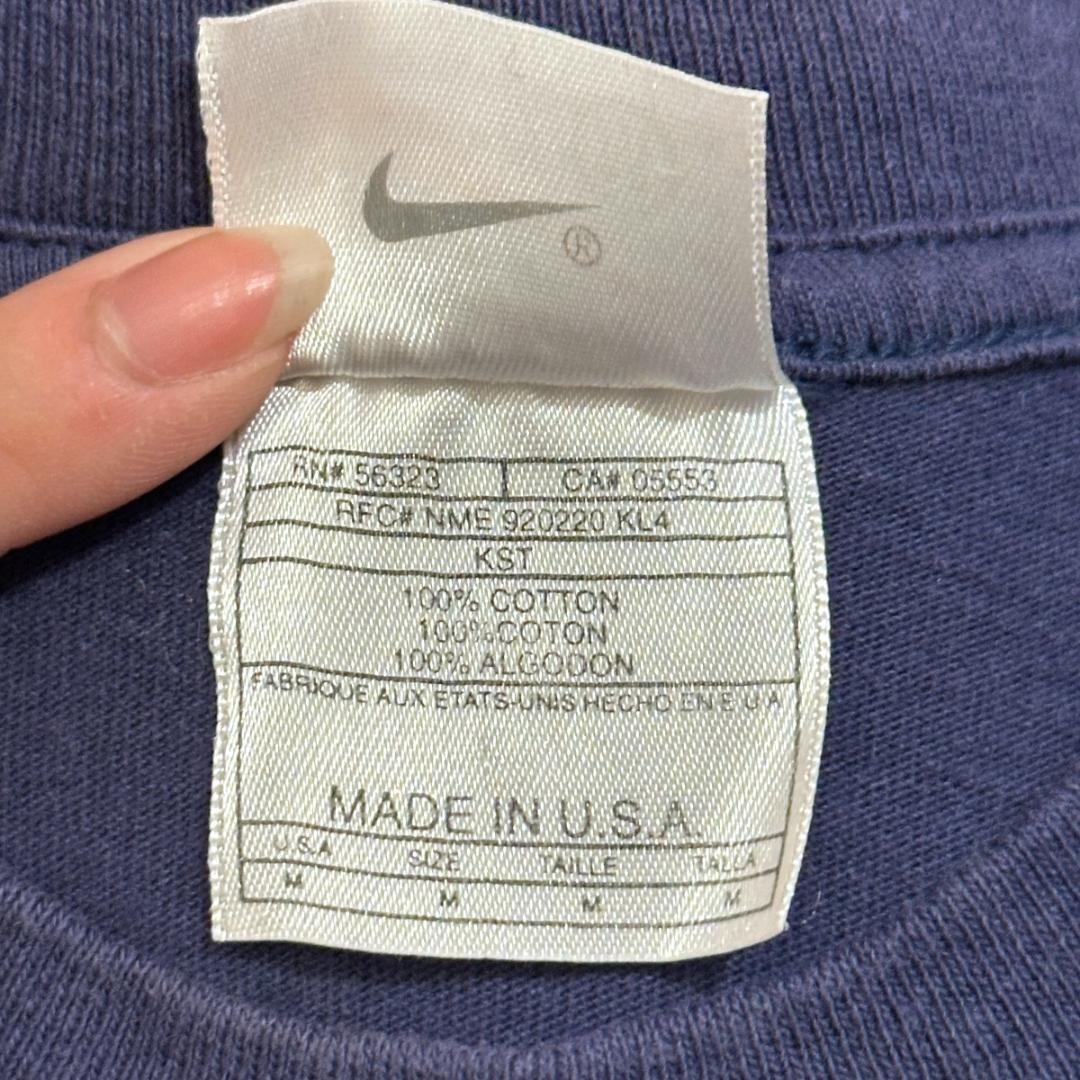 ®
RN# 56323 CA# 05553
RFC# NME 920220 KL4
KST
100% COTTON
100% COTON
100% ALGODON
FABRIQUE AUX ETATS-UNIS HECHO EN E U A
MADE IN U.S.A.
U.S.A SIZE TAILLE TALLA
M M M M